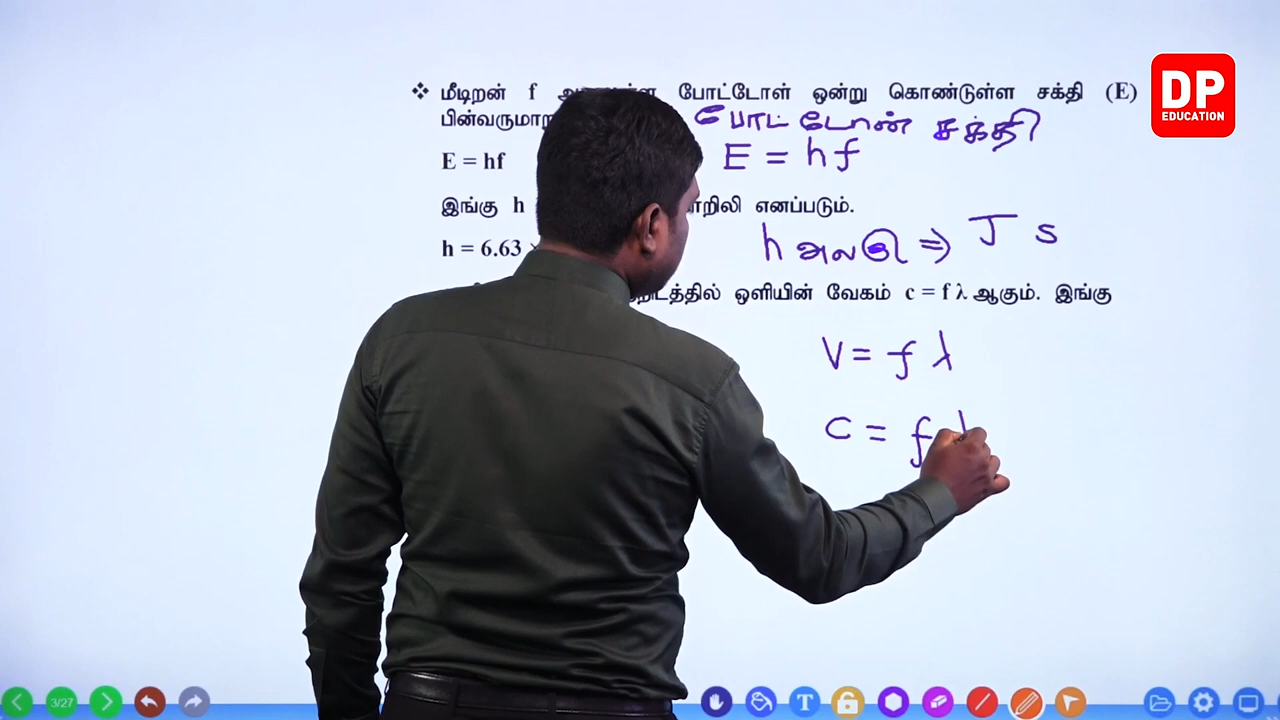 DP
EDUCATION
❖ மீடிறன் f போட்டோன் ஒன்று கொண்டுள்ள சக்தி (E)
போட்டோன் சக்தி
E = hf
E = hf
இங்கு h எனப்படும்.
h = 6.63
h அலகு ⇒ J s
ஒளியின் வேகம் c = f λ ஆகும். இங்கு
V = f λ
c = f
3/27
T